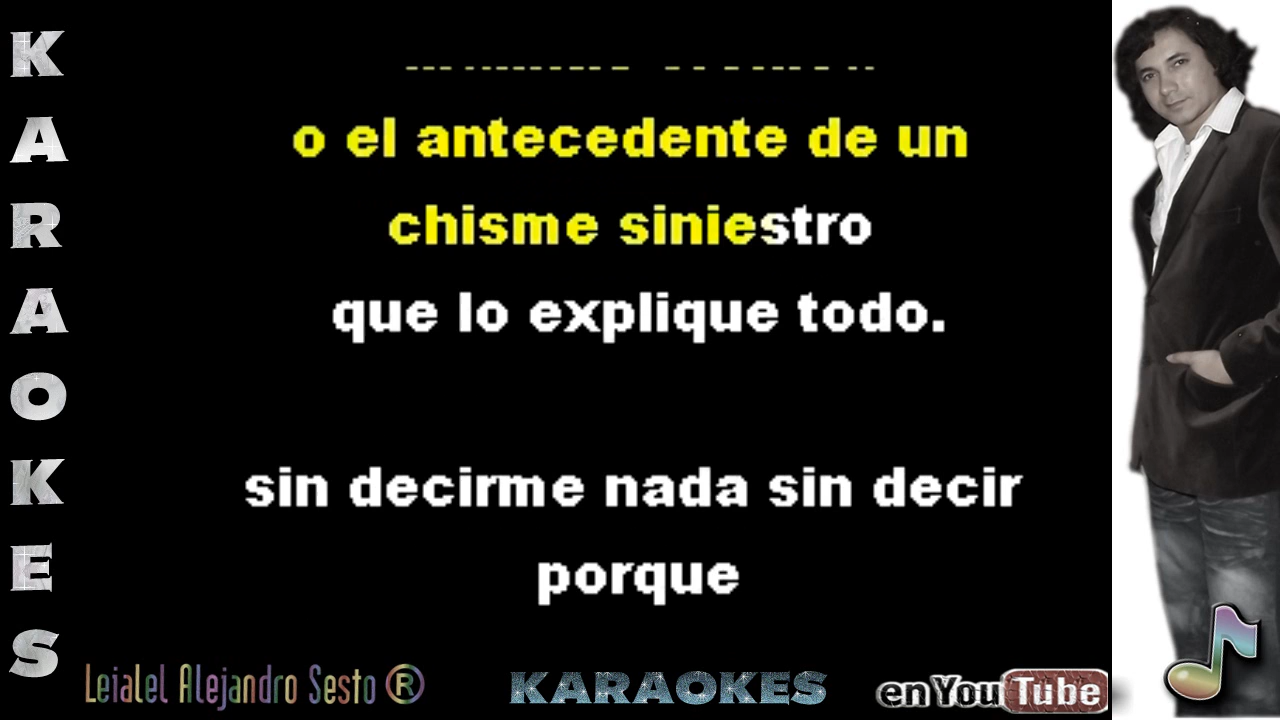 KARAOKES
o el antecedente de un
chisme siniestro
que lo explique todo.
sin decirme nada sin decir
porque
Leialel Alejandro Sesto ®
KARAOKES
en YouTube